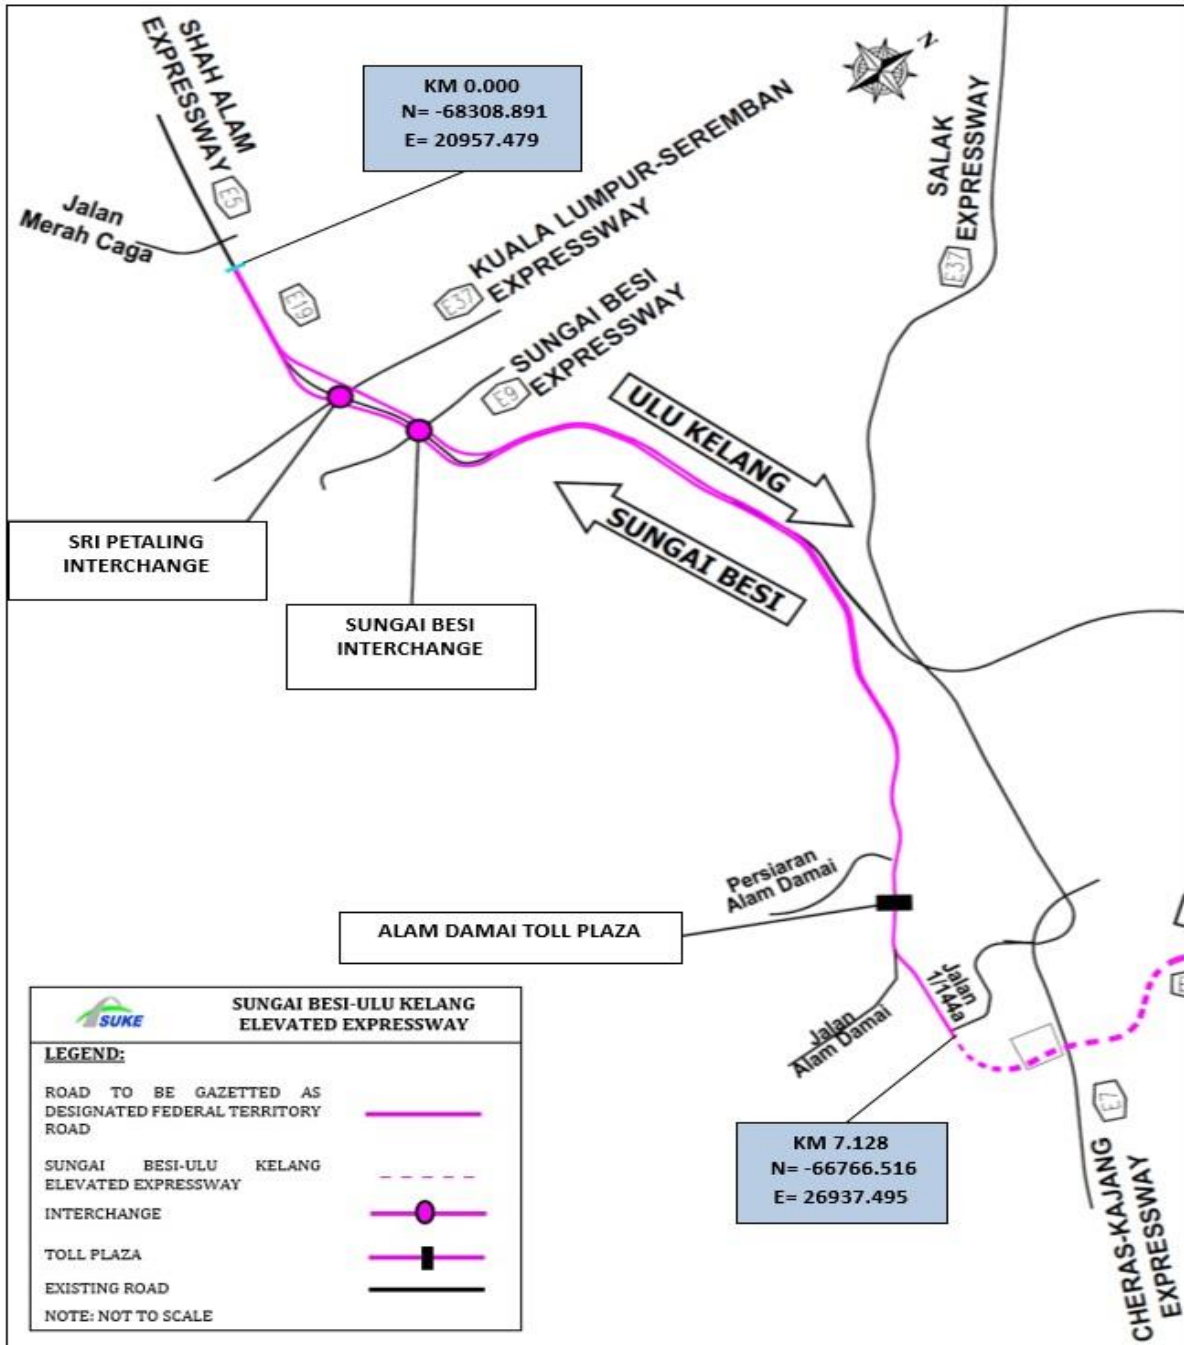 SHAH ALAM
EXPRESSWAY
E5
KM 0.000
N= -68308.891
E= 20957.479
N
Jalan
Merah Caga
E19
KUALA LUMPUR-SEREMBAN
EXPRESSWAY
E37
SALAK
EXPRESSWAY
E37
SUNGAI BESI
EXPRESSWAY
E9
ULU KELANG
SUNGAI BESI
SRI PETALING
INTERCHANGE
SUNGAI BESI
INTERCHANGE
Persiaran
Alam Damai
ALAM DAMAI TOLL PLAZA
Jalan
1/144a
Jalan
Alam Damai
E7
CHERAS-KAJANG
EXPRESSWAY
KM 7.128
N= -66766.516
E= 26937.495
SUKE
SUNGAI BESI-ULU KELANG
ELEVATED EXPRESSWAY
LEGEND:
ROAD TO BE GAZETTED AS
DESIGNATED FEDERAL TERRITORY
ROAD
SUNGAI BESI-ULU KELANG
ELEVATED EXPRESSWAY
INTERCHANGE
TOLL PLAZA
EXISTING ROAD
NOTE: NOT TO SCALE